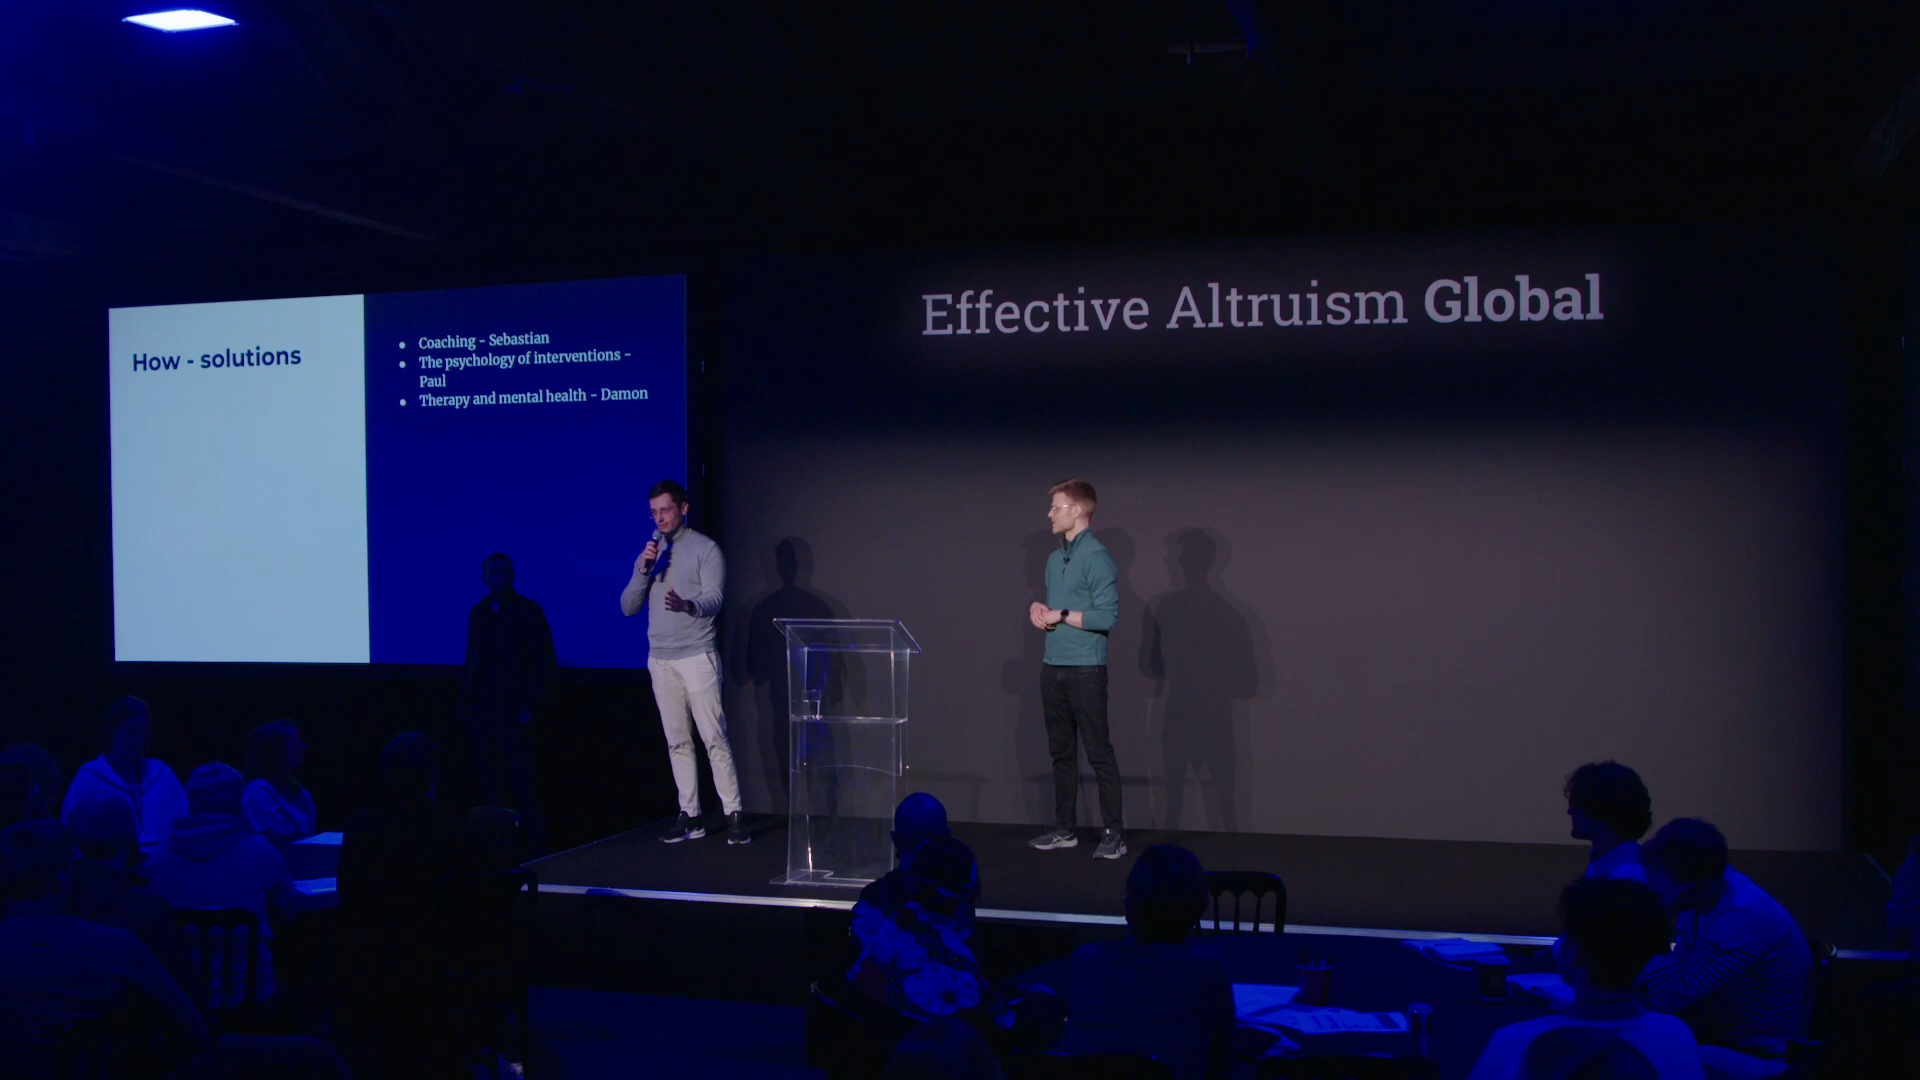 How - solutions
• Coaching – Sebastian
• The psychology of interventions –
Paul
• Therapy and mental health – Damon
Effective Altruism Global